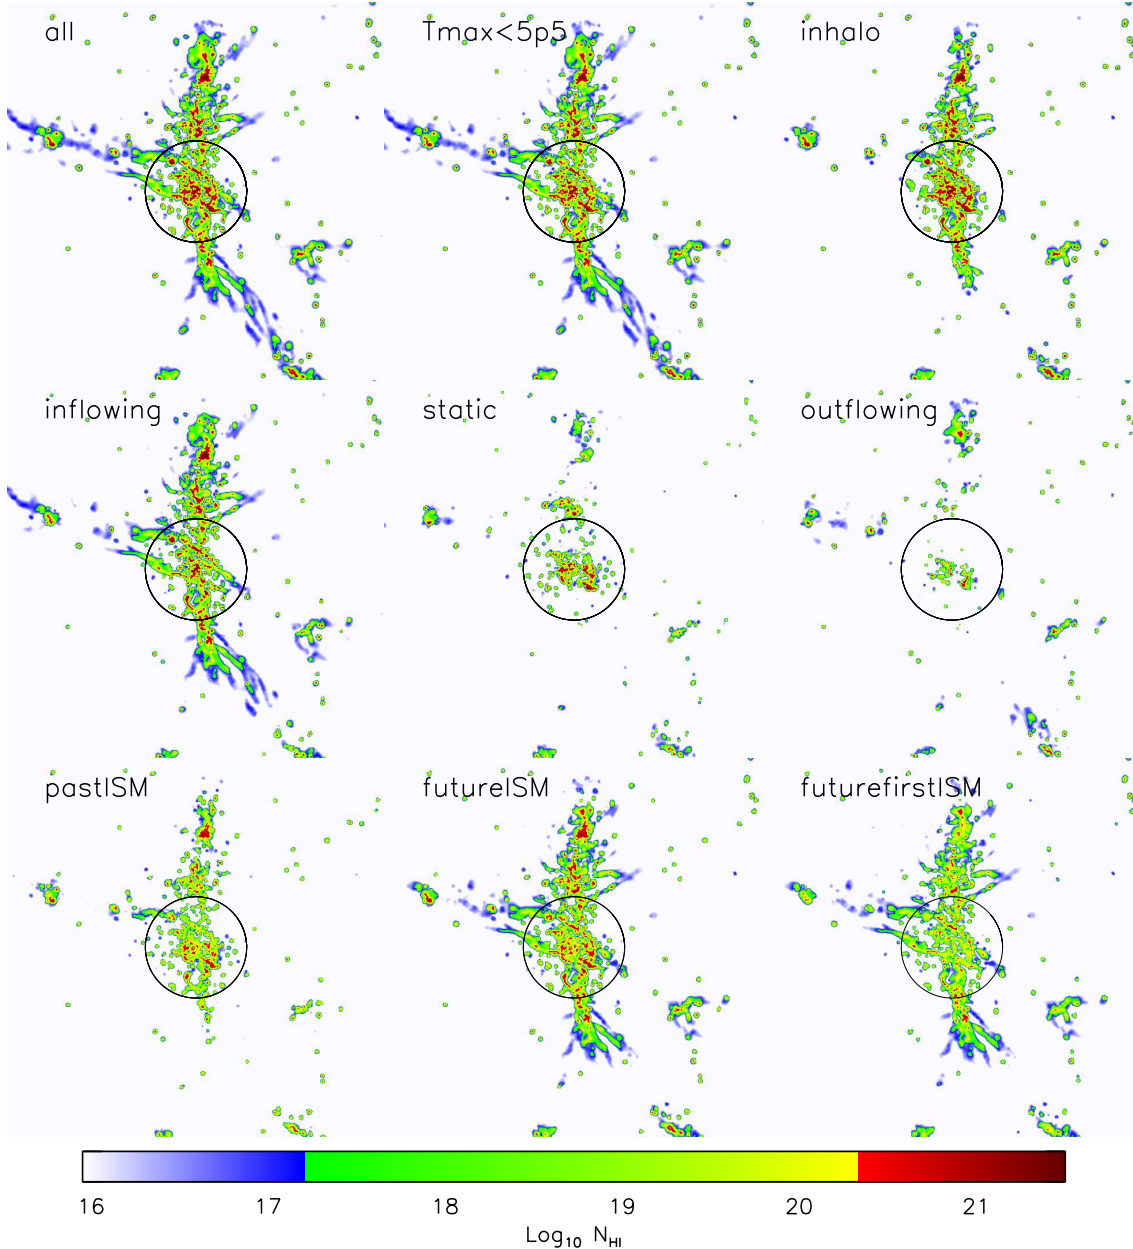 all
Tmax<5p5
inhalo
inflowing
static
outflowing
pastISM
futureISM
futurefirstISM
16 17 18 19 20 21
Log10 NHI